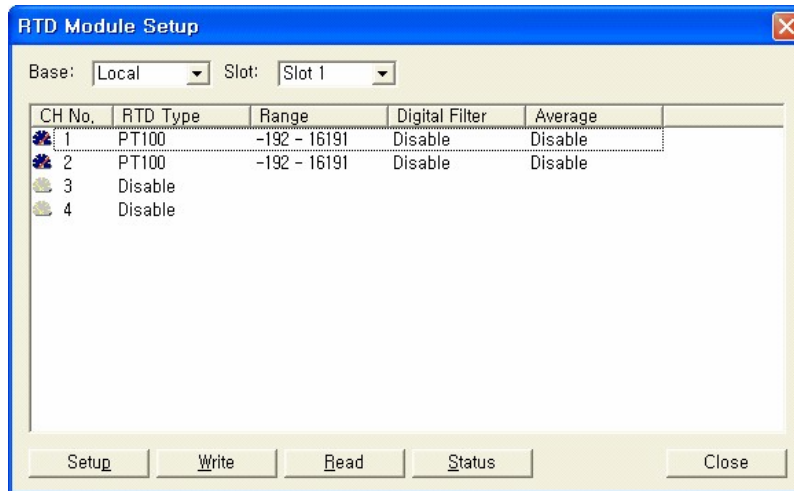 RTD Module Setup
Base: Local Slot: Slot 1
CH No, RTD Type Range Digital Filter Average
1 PT100 -192 - 16191 Disable Disable
2 PT100 -192 - 16191 Disable Disable
3 Disable
4 Disable
Setup Write Read Status Close